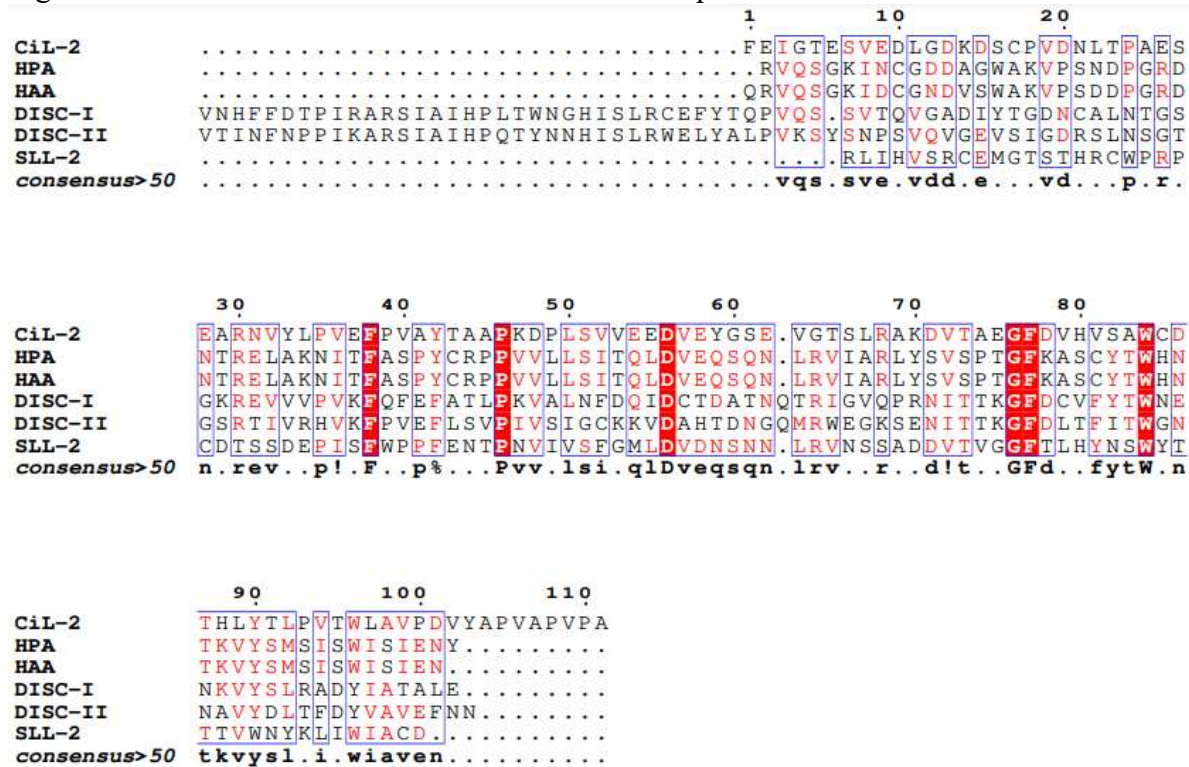 1 10 20
CiL-2 .................................FEIGTESVEDLGDKDSCPVDNLTPAES
HPA ..................................RVQSGKINCGDDAGWAKVPSNDPGRD
HAA .................................QRVQSGKIDCGNDVSWAKVPSDDPGRD
DISC-I VNHFFDTPIRARSIAIHPLTWNGHISLRCEFYTQPVQS.SVTQVGADIYTGDNCALNTGS
DISC-II VTINFNPPIKARSIAIHPQTYNNHISLRWELYALPVKSYSNPSVQVGEVSIGDRSLNSGT
SLL-2 .......................................RLIHVSRCEMGTSTHRCWPRP
consensus>50 ...................................vqs.sve.vdd.e...vd...p.r.
30 40 50 60 70 80
CiL-2 EARNVYLPVEFPVAYTAAPKDPLSVVEEDVEYGSE.VGTSLRAKDVTAEGFDVHVSAWCD
HPA NTRELAKNITFASPYCRPPVVLLSITQLDVEQSQN.LRVIARLYSVSPTGFKASCYTWHN
HAA NTRELAKNITFASPYCRPPVVLLSITQLDVEQSQN.LRVIARLYSVSPTGFKASCYTWHN
DISC-I GKREVVVPVKFQFEFATLPKVALNFDQIDCTDATNQTRIGVQPRNITTKGFDCVFYTWNE
DISC-II GSRTIVRHVKFPVEFLSVPIVSIGCKKVDAHTDNGQMRWEGKSENITTKGFDLTFITWGN
SLL-2 CDTSSDEPISFWPPFENTPNVIVSFGMLDVDNSNN.LRVNSSADDVTVGGFTLHYNSWYT
consensus>50 n.rev..p!.F..p%...Pvv.lsi.qlDveqsqn.lrv..r..d!t..GFd..fytW.n
90 100 110
CiL-2 THLYTLPVTWLAVPDVYAPVAPVPA
HPA TKVYSMSISWISIENY.........
HAA TKVYSMSISWISIEN..........
DISC-I NKVYSLRADYIATALE.........
DISC-II NAVYDLTFDYVAVEFNN........
SLL-2 TTVWNYKLIWIACD...........
consensus>50 tkvysl.i.wiaven..........